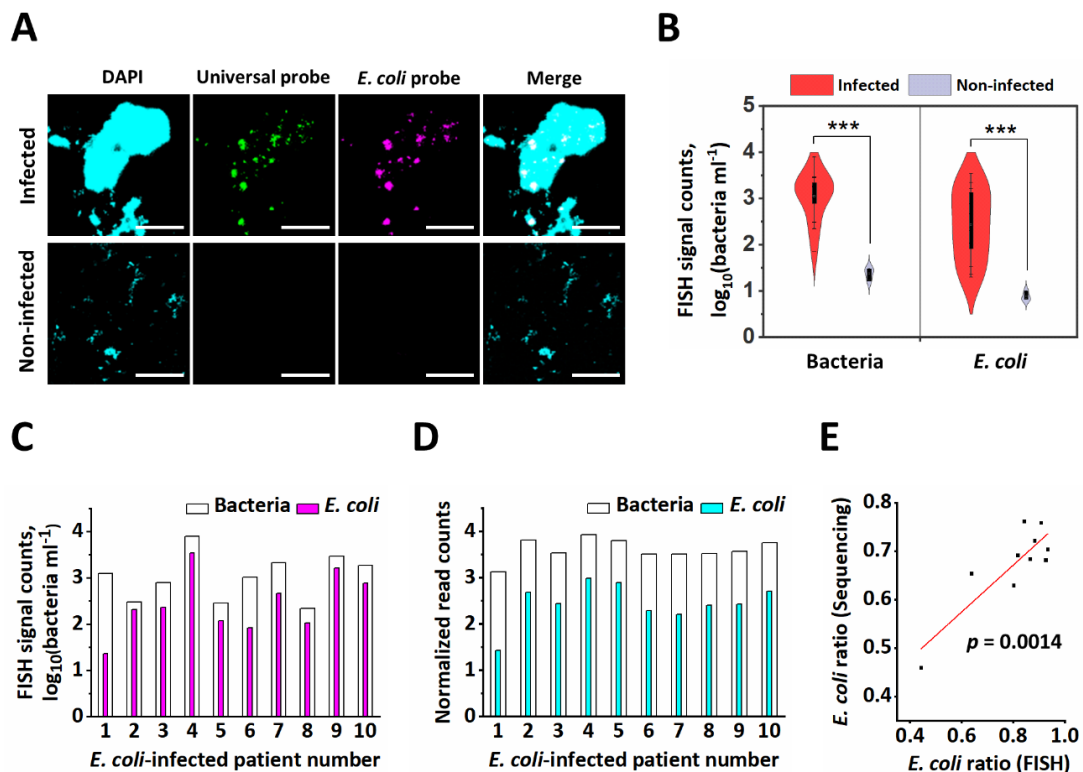 A
DAPI
Universal probe
E. coli probe
Merge
Infected
Non-infected
B
Infected
Non-infected
***
***
FISH signal counts,
log10(bacteria ml-1)
5
4
3
2
1
0
Bacteria
E. coli
C
Bacteria
E. coli
FISH signal counts,
log10(bacteria ml-1)
4
3
2
1
0
1 2 3 4 5 6 7 8 9 10
E. coli-infected patient number
D
Bacteria
E. coli
Normalized read counts
4
3
2
1
0
1 2 3 4 5 6 7 8 9 10
E. coli-infected patient number
E
E. coli ratio (Sequencing)
0.8
0.7
0.6
0.5
0.4
p = 0.0014
0.4 0.6 0.8 1.0
E. coli ratio (FISH)